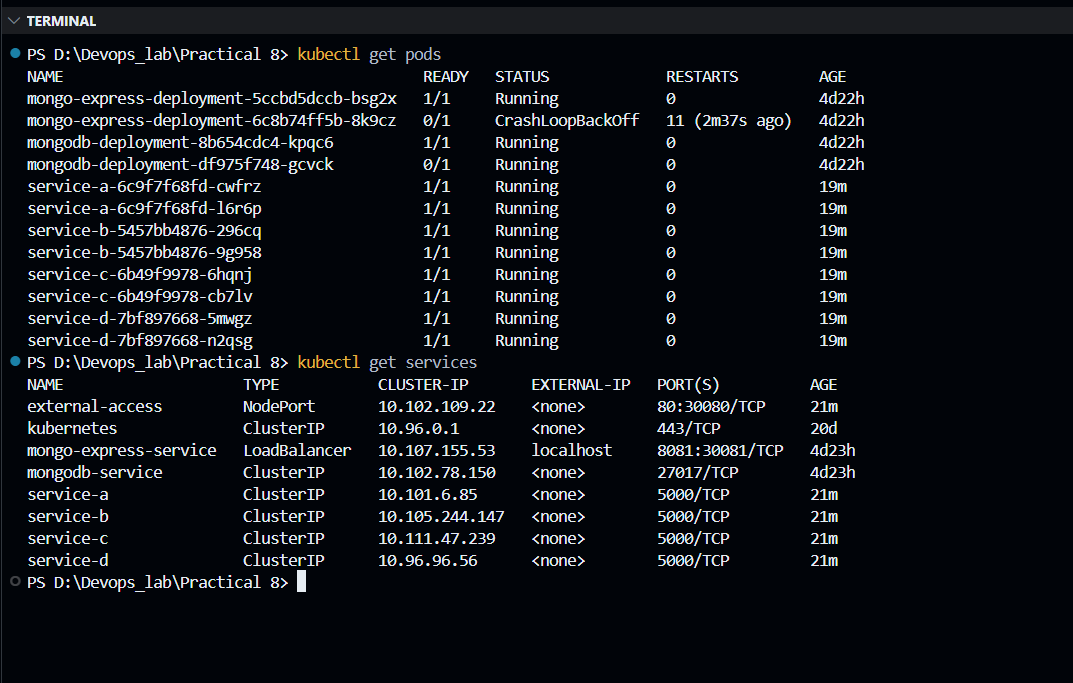 TERMINAL
PS D:\Devops_lab\Practical 8> kubectl get pods
NAME READY STATUS RESTARTS AGE
mongo-express-deployment-5ccbd5dccb-bsg2x 1/1 Running 0 4d22h
mongo-express-deployment-6c8b74ff5b-8k9cz 0/1 CrashLoopBackOff 11 (2m37s ago) 4d22h
mongodb-deployment-8b654cdc4-kpqc6 1/1 Running 0 4d22h
mongodb-deployment-df975f748-gcvck 0/1 Running 0 4d22h
service-a-6c9f7f68fd-cwfrz 1/1 Running 0 19m
service-a-6c9f7f68fd-l6r6p 1/1 Running 0 19m
service-b-5457bb4876-296cq 1/1 Running 0 19m
service-b-5457bb4876-9g958 1/1 Running 0 19m
service-c-6b49f9978-6hqnj 1/1 Running 0 19m
service-c-6b49f9978-cb7lv 1/1 Running 0 19m
service-d-7bf897668-5mwgz 1/1 Running 0 19m
service-d-7bf897668-n2qsg 1/1 Running 0 19m
PS D:\Devops_lab\Practical 8> kubectl get services
NAME TYPE CLUSTER-IP EXTERNAL-IP PORT(S) AGE
external-access NodePort 10.102.109.22 <none> 80:30080/TCP 21m
kubernetes ClusterIP 10.96.0.1 <none> 443/TCP 20d
mongo-express-service LoadBalancer 10.107.155.53 localhost 8081:30081/TCP 4d23h
mongodb-service ClusterIP 10.102.78.150 <none> 27017/TCP 4d23h
service-a ClusterIP 10.101.6.85 <none> 5000/TCP 21m
service-b ClusterIP 10.105.244.147 <none> 5000/TCP 21m
service-c ClusterIP 10.111.47.239 <none> 5000/TCP 21m
service-d ClusterIP 10.96.96.56 <none> 5000/TCP 21m
PS D:\Devops_lab\Practical 8>